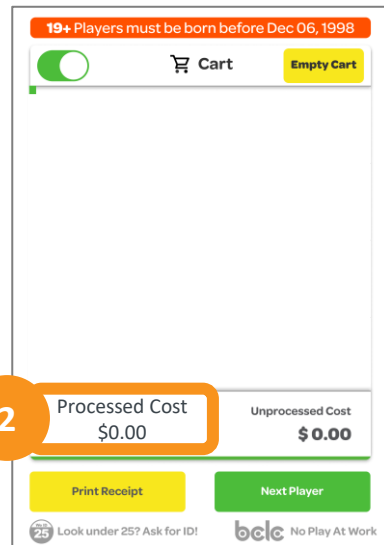 19+ Players must be born before Dec 06, 1998
Cart
Empty Cart
2
Processed Cost
$0.00
Unprocessed Cost
$0.00
Print Receipt
Next Player
25
Look under 25? Ask for ID!
bclc
No Play At Work